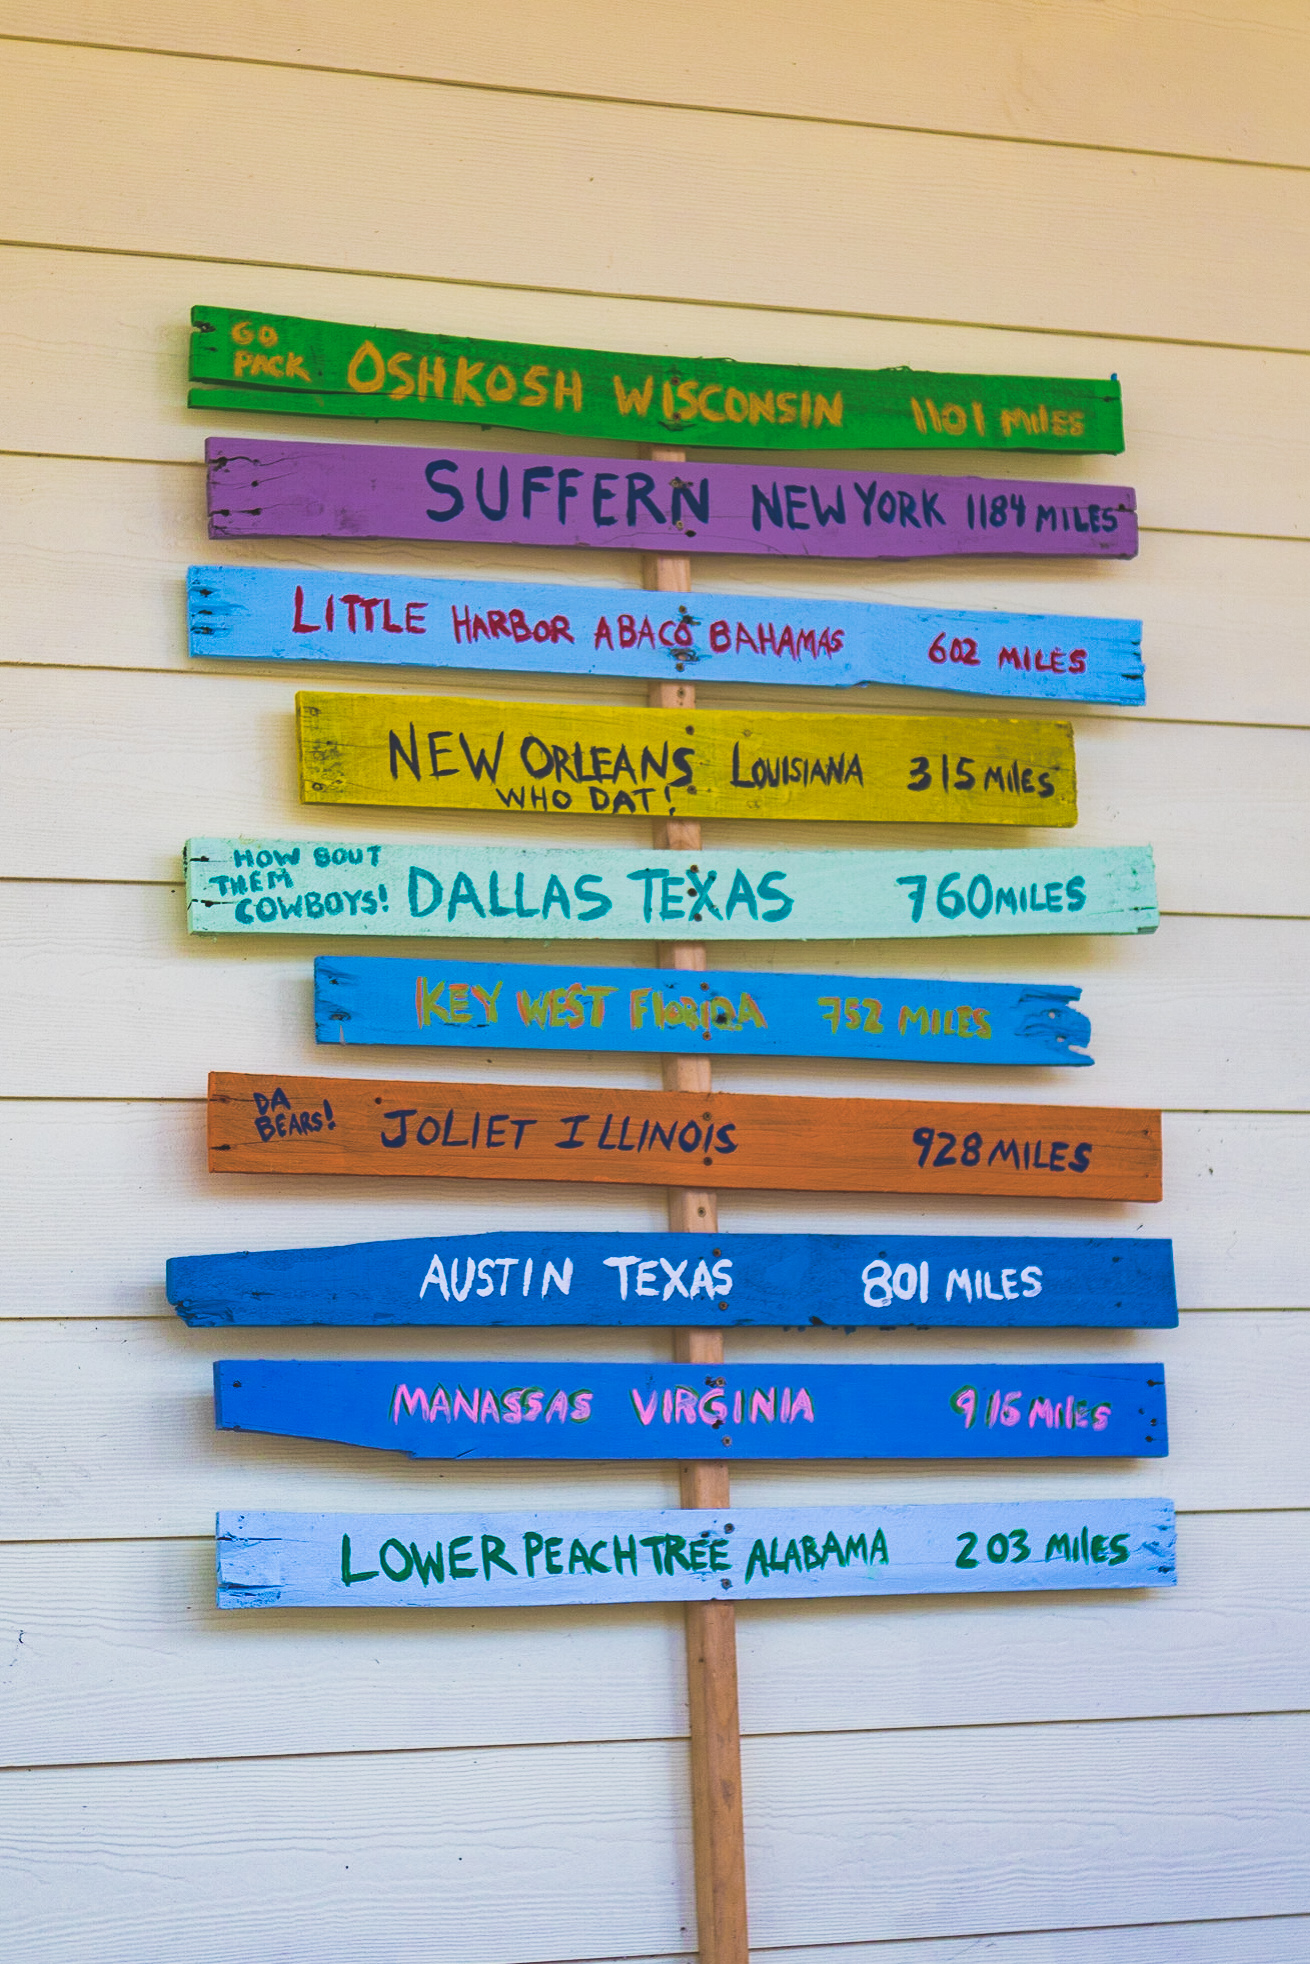 GO
PACK OSHKOSH WISCONSIN 1101 MILES
SUFFERN NEW YORK 1184 MILES
LITTLE HARBOR ABACO BAHAMAS 602 MILES
NEW ORLEANS LOUISIANA 315 MILES
WHO DAT!
HOW BOUT
THEM
COWBOYS! DALLAS TEXAS 760 MILES
KEY WEST FLORIDA 752 MILES
DA
BEARS! JOLIET ILLINOIS 928 MILES
AUSTIN TEXAS 801 MILES
MANASSAS VIRGINIA 915 MILES
LOWER PEACHTREE ALABAMA 203 MILES